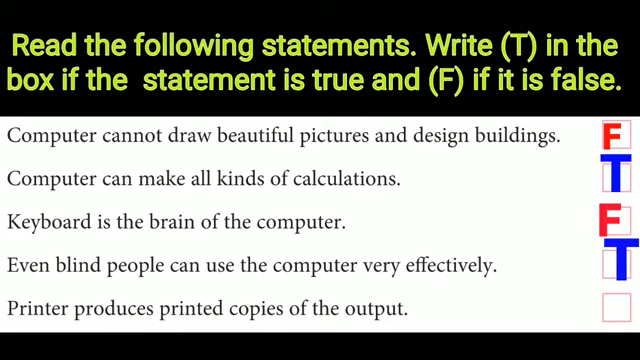 Read the following statements. Write (T) in the
box if the statement is true and (F) if it is false.
Computer cannot draw beautiful pictures and design buildings. F
Computer can make all kinds of calculations. T
Keyboard is the brain of the computer. F
Even blind people can use the computer very effectively. T
Printer produces printed copies of the output.